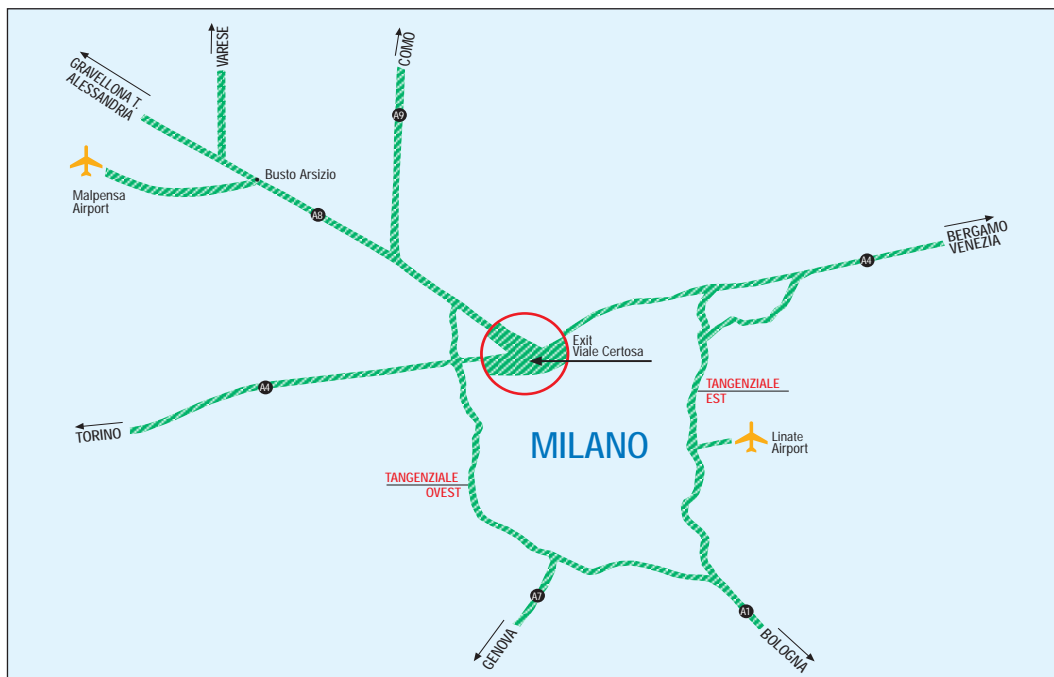 VARESE
COMO
GRAVELLONA T.
ALESSANDRIA
A9
Busto Arsizio
Malpensa
Airport
A8
BERGAMO
VENEZIA
A4
Exit
Viale Certosa
A4
TANGENZIALE
EST
TORINO
MILANO
Linate
Airport
TANGENZIALE
OVEST
A7
A1
GENOVA
BOLOGNA